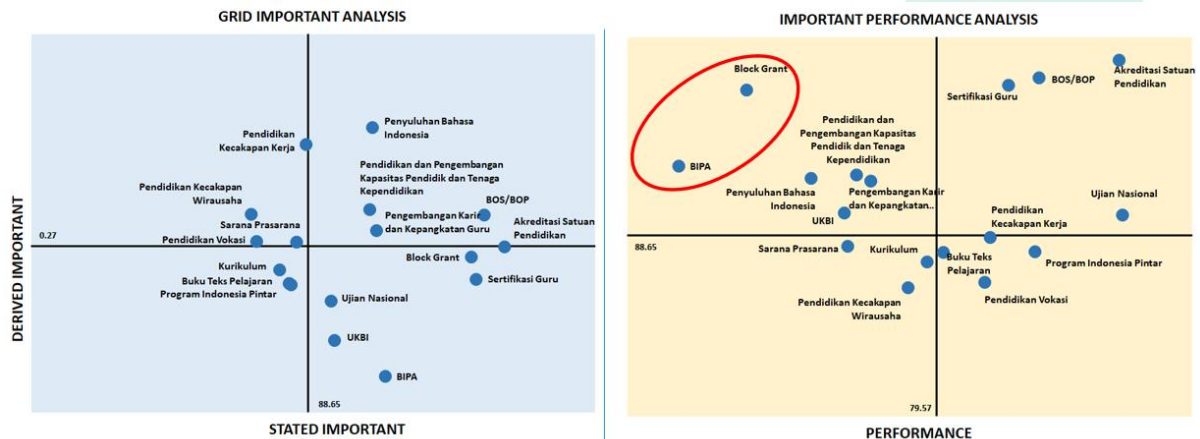 GRID IMPORTANT ANALYSIS
Penyuluhan Bahasa
Indonesia
Pendidikan
Kecakapan Kerja
Pendidikan dan Pengembangan
Kapasitas Pendidik dan Tenaga
Kependidikan
Pendidikan Kecakapan
Wirausaha
BOS/BOP
Sarana Prasarana
Pengembangan Karir
dan Kepangkatan Guru
Akreditasi Satuan
Pendidikan
0.27
Pendidikan Vokasi
Block Grant
Kurikulum
Buku Teks Pelajaran
Program Indonesia Pintar
Sertifikasi Guru
Ujian Nasional
UKBI
BIPA
88.65
DERIVED IMPORTANT
STATED IMPORTANT
IMPORTANT PERFORMANCE ANALYSIS
Block Grant
Akreditasi Satuan
Pendidikan
BOS/BOP
Sertifikasi Guru
Pendidikan dan
Pengembangan Kapasitas
Pendidik dan Tenaga
Kependidikan
BIPA
Penyuluhan Bahasa
Indonesia
Pengembangan Karir
dan Kepangkatan..
Ujian Nasional
UKBI
Pendidikan
Kecakapan Kerja
88.65
Sarana Prasarana
Kurikulum
Buku Teks
Pelajaran
Program Indonesia Pintar
Pendidikan Kecakapan
Wirausaha
Pendidikan Vokasi
79.57
PERFORMANCE